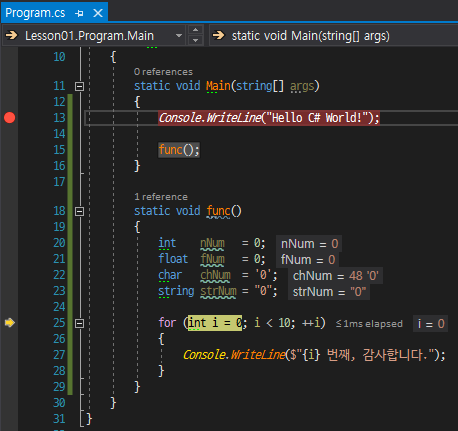 Program.cs
Lesson01.Program.Main static void Main(string[] args)
10 {
0 references
11 static void Main(string[] args)
12 {
13 Console.WriteLine("Hello C# World!");
14
15 func();
16 }
17
1 reference
18 static void func()
19 {
20 int nNum = 0; nNum = 0
21 float fNum = 0; fNum = 0
22 char chNum = '0'; chNum = 48 '0'
23 string strNum = "0"; strNum = "0"
24
25 for (int i = 0; i < 10; ++i) ≤1ms elapsed i = 0
26 {
27 Console.WriteLine($"{i} 번째, 감사합니다.");
28 }
29 }
30 }
31 }